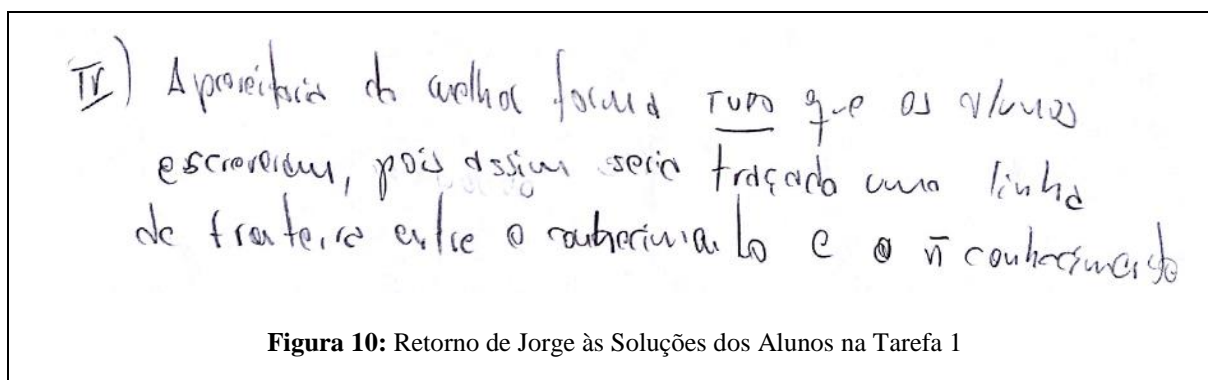 IV) Aproveitaria da melhor forma TUDO que os alunos
escreveram, pois assim seria traçado uma linha
de fronteira entre o conhecimento e o ñ conhecimento
Figura 10: Retorno de Jorge às Soluções dos Alunos na Tarefa 1